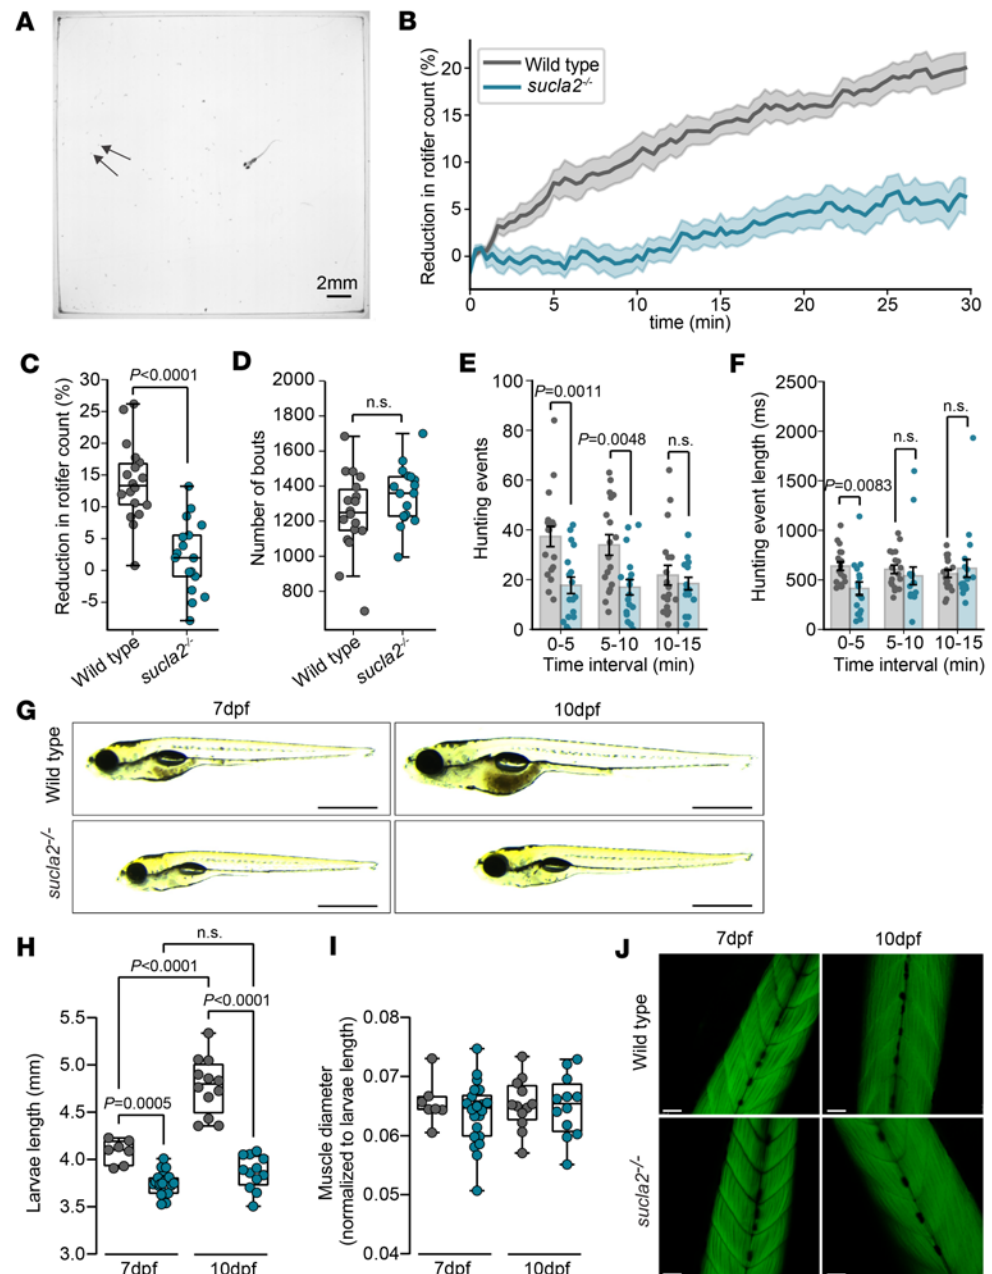 A
2mm
B
Reduction in rotifer count (%)
20
15
10
5
0
Wild type
sucla2-/-
0
5
10
15
20
25
30
time (min)
C
Reduction in rotifer count (%)
30
25
20
15
10
5
0
-5
P<0.0001
Wild type
sucla2-/-
D
Number of bouts
2000
1800
1600
1400
1200
1000
800
n.s.
Wild type
sucla2-/-
E
Hunting events
100
80
60
40
20
0
P=0.0011
P=0.0048
n.s.
0-5
5-10
10-15
Time interval (min)
F
Hunting event length (ms)
2500
2000
1500
1000
500
0
P=0.0083
n.s.
n.s.
0-5
5-10
10-15
Time interval (min)
G
7dpf
10dpf
Wild type
sucla2-/-
H
Larvae length (mm)
5.5
5.0
4.5
4.0
3.5
3.0
n.s.
P<0.0001
P<0.0001
P=0.0005
7dpf
10dpf
I
Muscle diameter
(normalized to larvae length)
0.08
0.07
0.06
0.05
0.04
7dpf
10dpf
J
7dpf
10dpf
Wild type
sucla2-/-